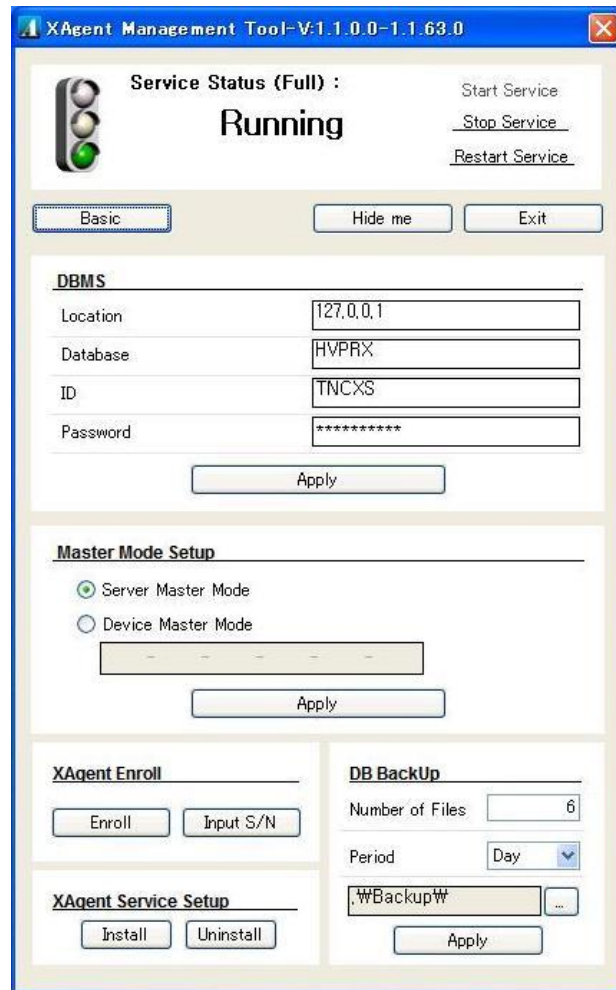 XAgent Management Tool-V:1.1.0.0-1.1.63.0
Service Status (Full) :
Running
Start Service
Stop Service
Restart Service
Basic
Hide me
Exit
DBMS
Location
127.0.0.1
Database
HVPRX
ID
TNCXS
Password
**********
Apply
Master Mode Setup
Server Master Mode
Device Master Mode
- - - - -
Apply
XAgent Enroll
Enroll
Input S/N
DB BackUp
Number of Files
6
Period
Day
.₩Backup₩
...
Apply
XAgent Service Setup
Install
Uninstall